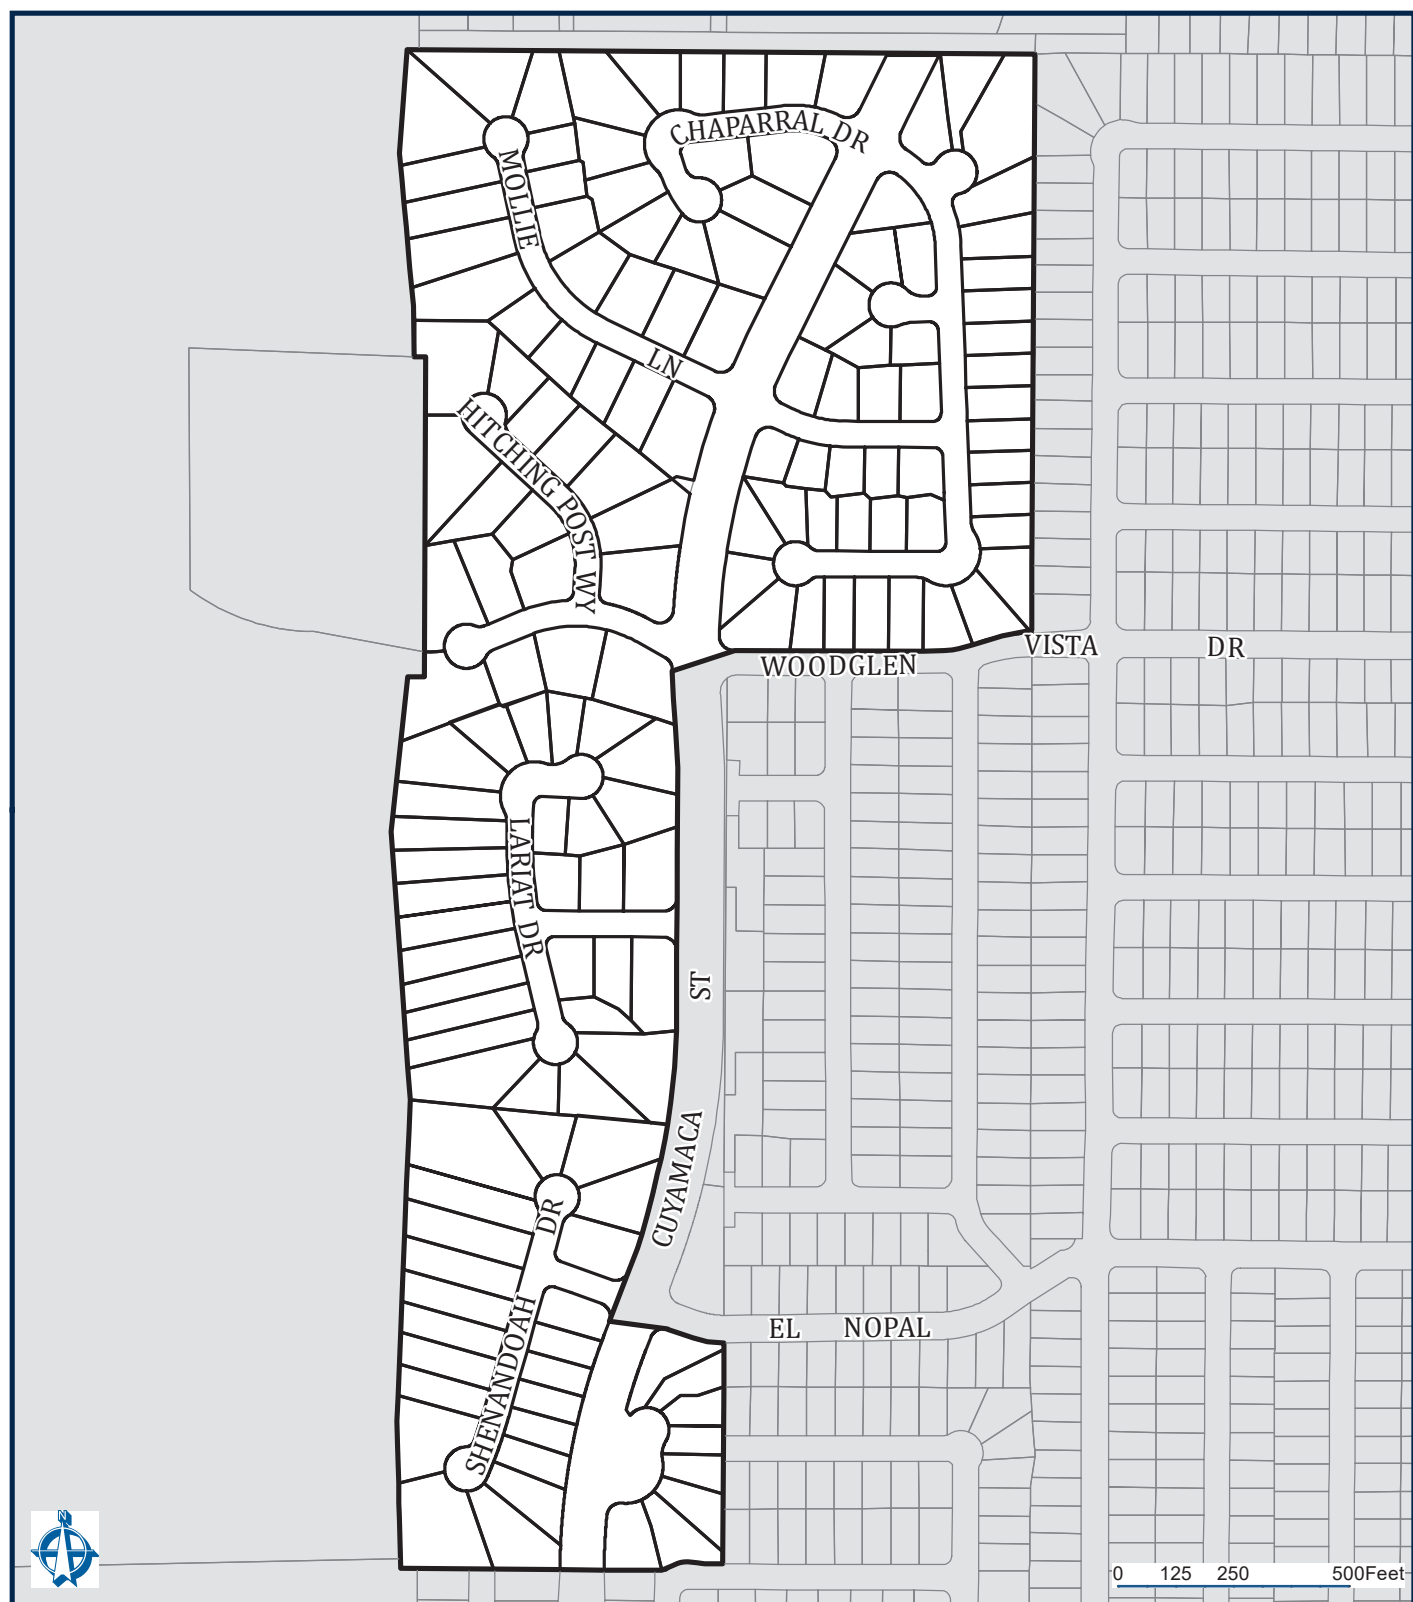 CHAPARRAL DR
MOLLIE
LN
HITCHING POST WY
VISTA DR
WOODGLEN
LARIAT DR
ST
CUYAMACA
DR
SHENANDOAH
EL NOPAL
N
0 125 250 500Feet